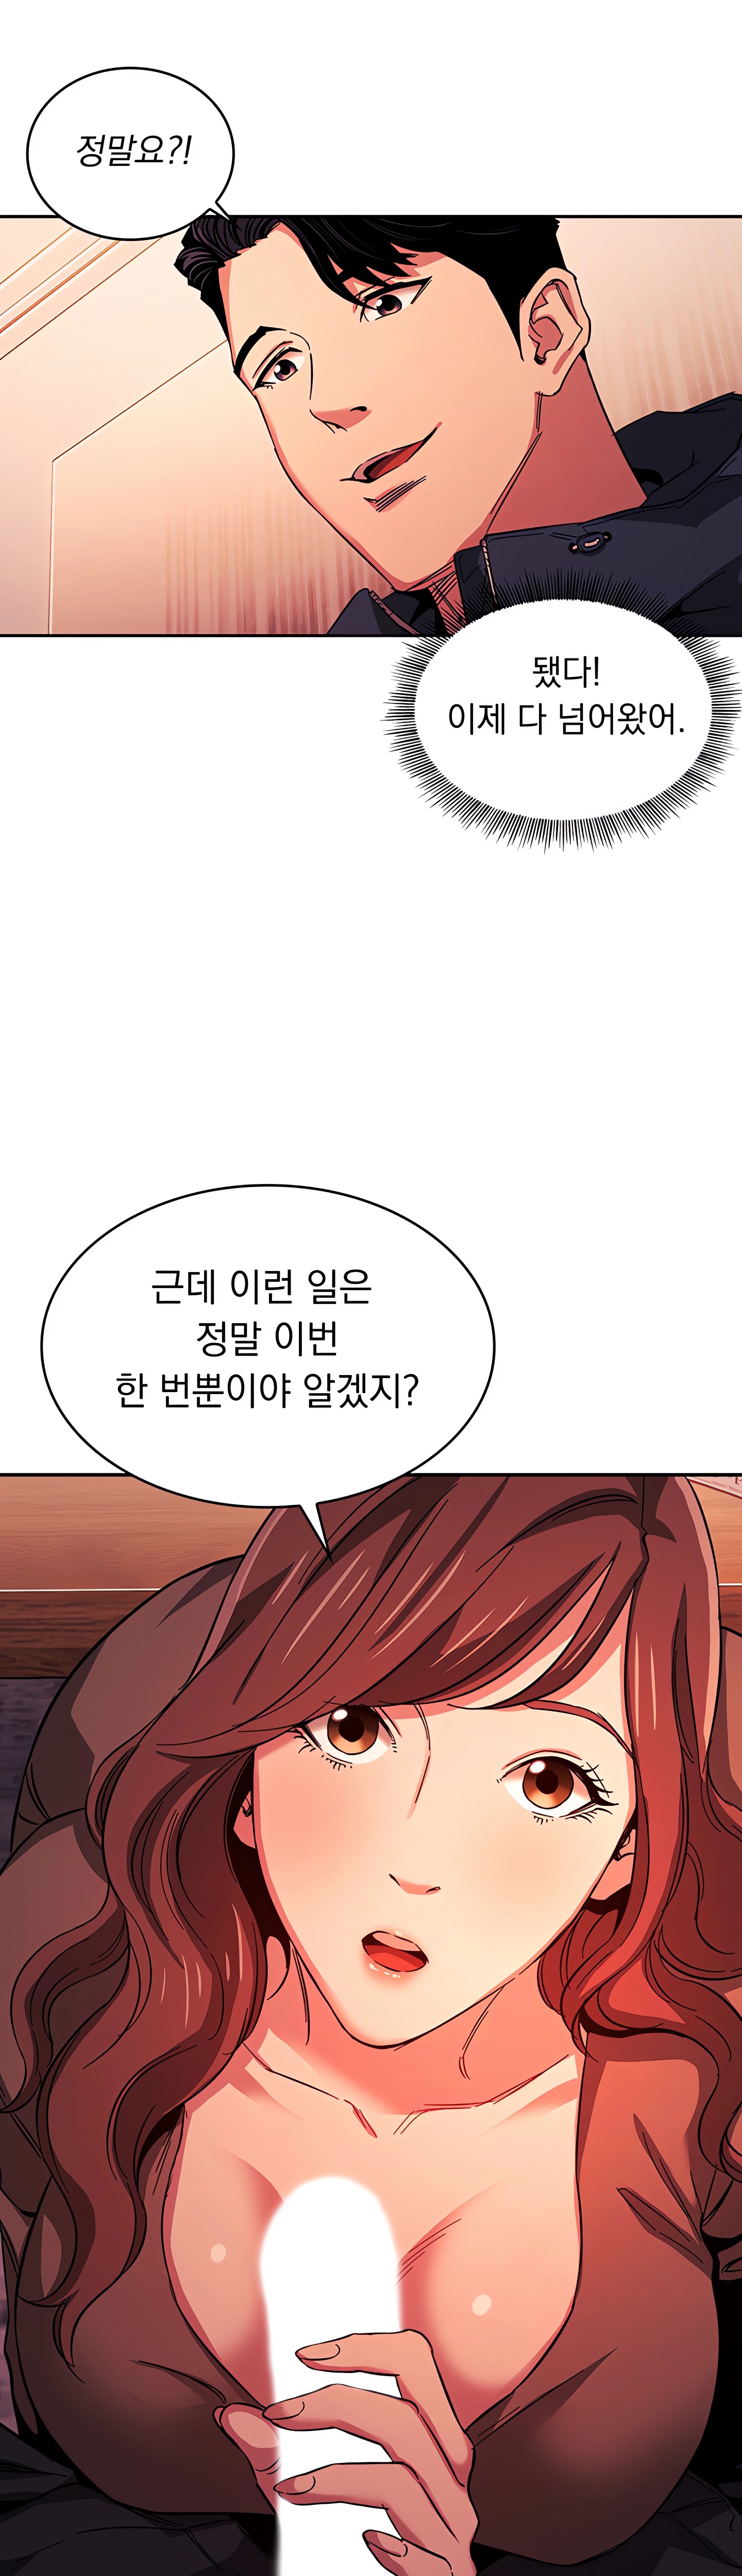 정말요?!
됐다!
이제 다 넘어왔어.
근데 이런 일은
정말 이번
한 번뿐이야 알겠지?